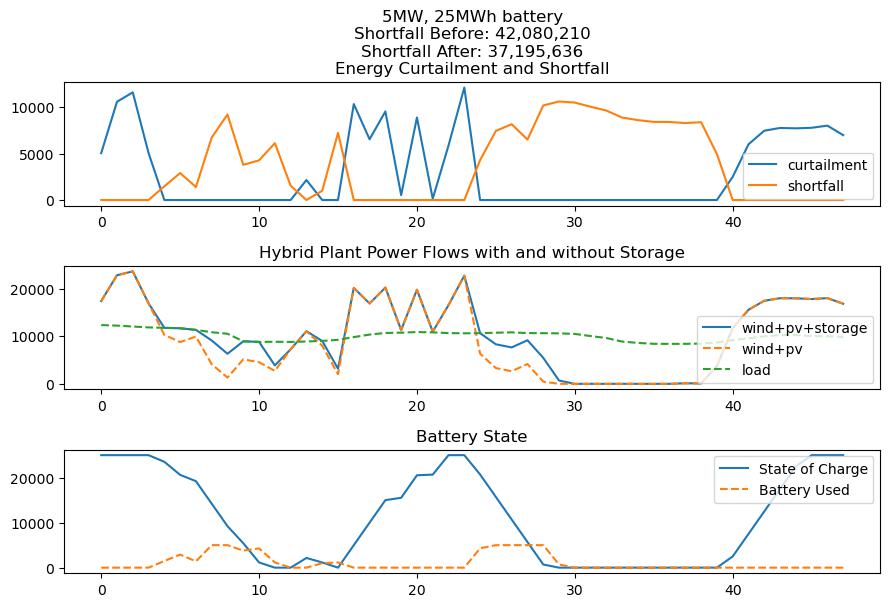 5MW, 25MWh battery
Shortfall Before: 42,080,210
Shortfall After: 37,195,636
Energy Curtailment and Shortfall
10000
5000
0
curtailment
shortfall
0 10 20 30 40
Hybrid Plant Power Flows with and without Storage
20000
10000
0
wind+pv+storage
wind+pv
load
0 10 20 30 40
Battery State
20000
10000
0
State of Charge
Battery Used
0 10 20 30 40